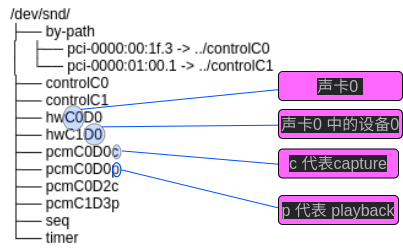 /dev/snd/
├── by-path
│   ├── pci-0000:00:1f.3 -> ../controlC0
│   └── pci-0000:01:00.1 -> ../controlC1
├── controlC0
├── controlC1
├── hwC0D0
├── hwC1D0
├── pcmC0D0c
├── pcmC0D0p
├── pcmC0D2c
├── pcmC1D3p
├── seq
└── timer
声卡0
声卡0 中的设备0
c 代表capture
p 代表 playback